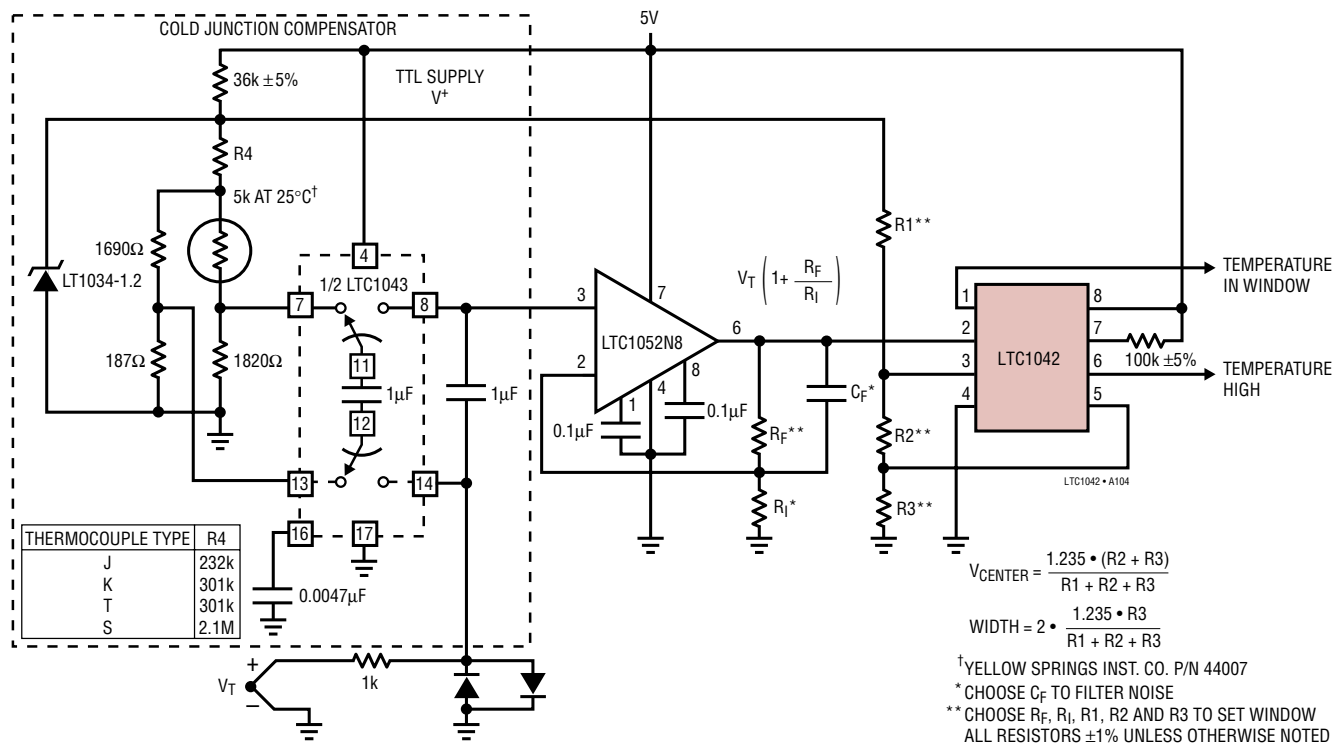 COLD JUNCTION COMPENSATOR
5V
36k ±5%
TTL SUPPLY
V+
R4
5k AT 25°C†
1690Ω
LT1034-1.2
187Ω
1820Ω
4
1/2 LTC1043
7
8
11
1µF
12
13
14
16
17
1µF
0.0047µF
THERMOCOUPLE TYPE R4
J 232k
K 301k
T 301k
S 2.1M
VT
+
–
1k
3
2
7
6
LTC1052N8
8
4
1
0.1µF
0.1µF
VT (1+ RF/RI)
RF**
CF*
RI*
R1**
R2**
R3**
1
2
3
4
LTC1042
8
7
6
5
100k ±5%
TEMPERATURE
IN WINDOW
TEMPERATURE
HIGH
LTC1042 • A104
VCENTER = 1.235 • (R2 + R3) / R1 + R2 + R3
WIDTH = 2 • 1.235 • R3 / R1 + R2 + R3
†YELLOW SPRINGS INST. CO. P/N 44007
* CHOOSE CF TO FILTER NOISE
** CHOOSE RF, RI, R1, R2 AND R3 TO SET WINDOW
ALL RESISTORS ±1% UNLESS OTHERWISE NOTED